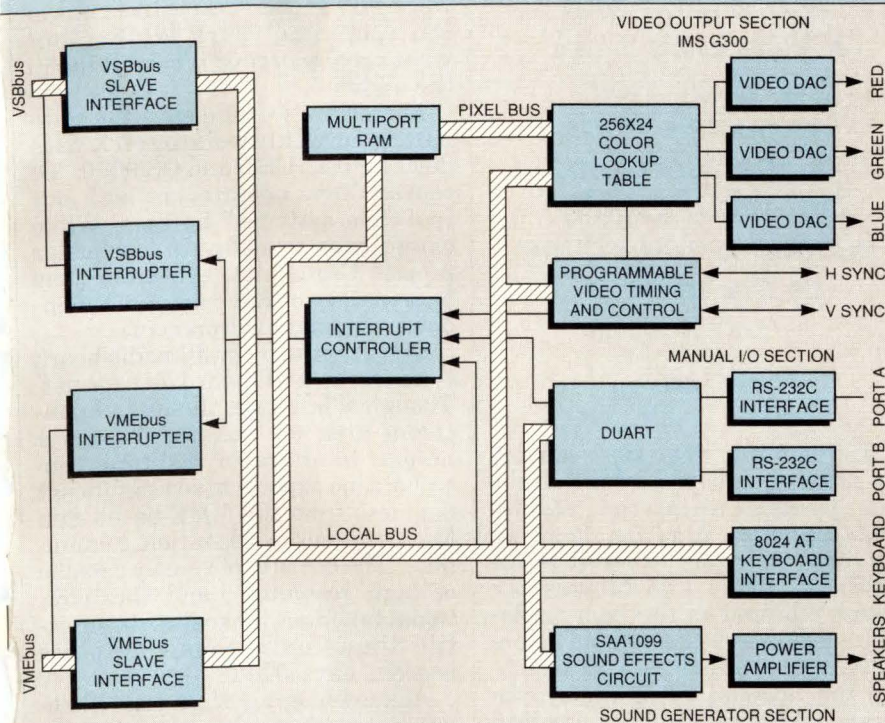 VIDEO OUTPUT SECTION
IMS G300
VSBbus
VSBbus
SLAVE
INTERFACE
MULTIPORT
RAM
PIXEL BUS
256X24
COLOR
LOOKUP
TABLE
VIDEO DAC
RED
VIDEO DAC
GREEN
VIDEO DAC
BLUE
VSBbus
INTERRUPTER
INTERRUPT
CONTROLLER
PROGRAMMABLE
VIDEO TIMING
AND CONTROL
H SYNC
V SYNC
MANUAL I/O SECTION
VMEbus
INTERRUPTER
DUART
RS-232C
INTERFACE
PORT A
RS-232C
INTERFACE
PORT B
LOCAL BUS
8024 AT
KEYBOARD
INTERFACE
KEYBOARD
VMEbus
VMEbus
SLAVE
INTERFACE
SAA1099
SOUND EFFECTS
CIRCUIT
POWER
AMPLIFIER
SPEAKERS
SOUND GENERATOR SECTION